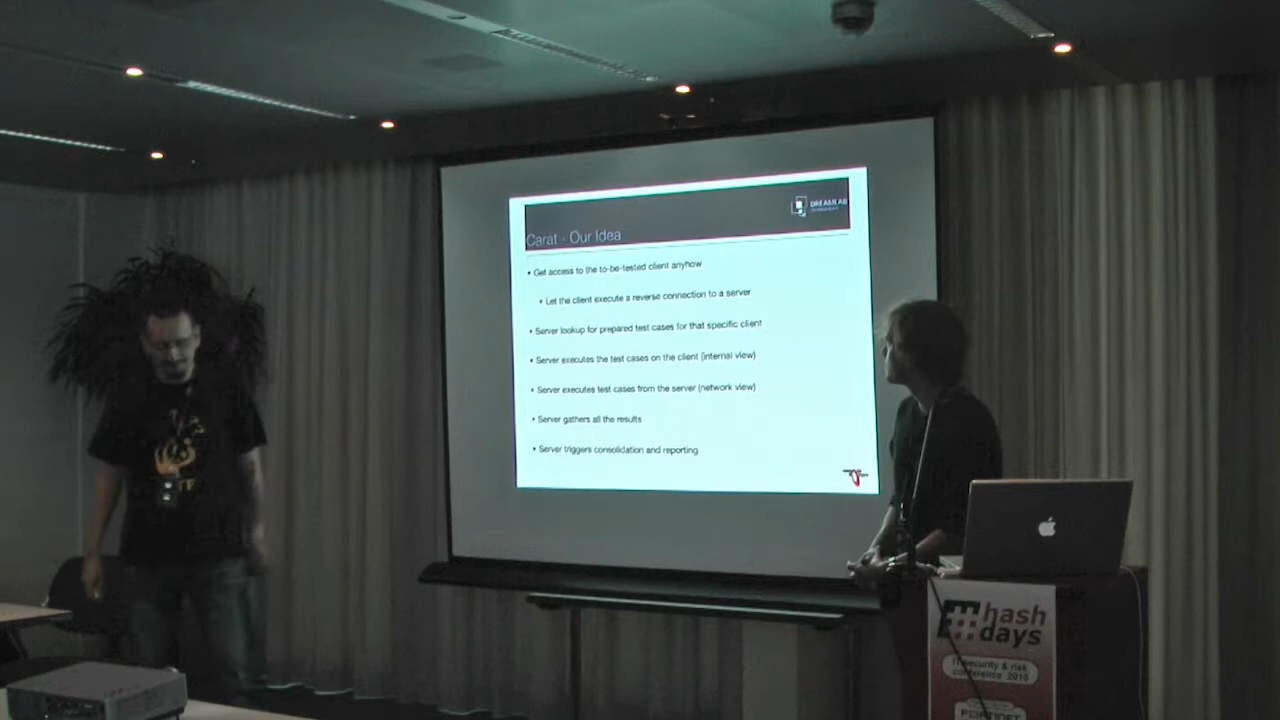 DREAMLAB
Carat - Our Idea
• Get access to the to-be-tested client anyhow
• Let the client execute a reverse connection to a server
• Server lookup for prepared test cases for that specific client
• Server executes the test cases on the client (internal view)
• Server executes test cases from the server (network view)
• Server gathers all the results
• Server triggers consolidation and reporting
hash
days
IT security & risk
conference 2010
FORTINET